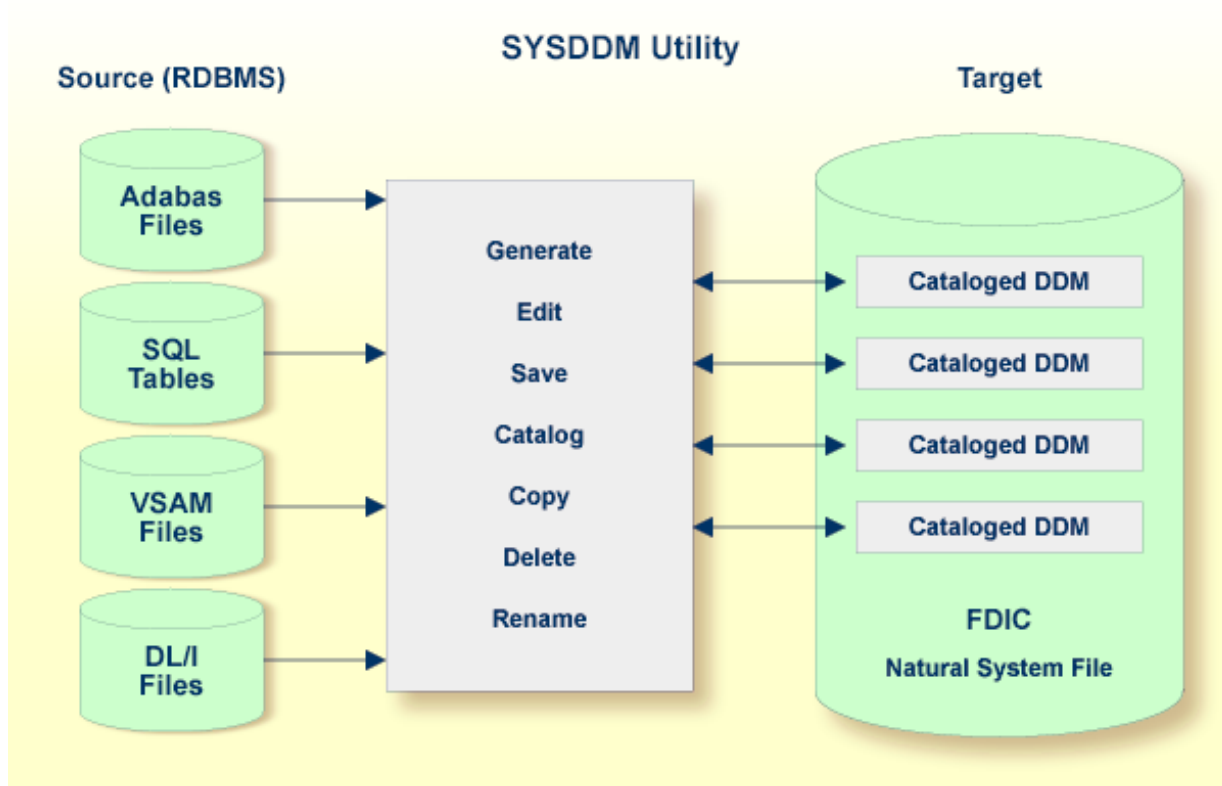 SYSDDM Utility
Source (RDBMS)
Target
Adabas
Files
SQL
Tables
VSAM
Files
DL/I
Files
Generate
Edit
Save
Catalog
Copy
Delete
Rename
Cataloged DDM
Cataloged DDM
Cataloged DDM
Cataloged DDM
FDIC
Natural System File